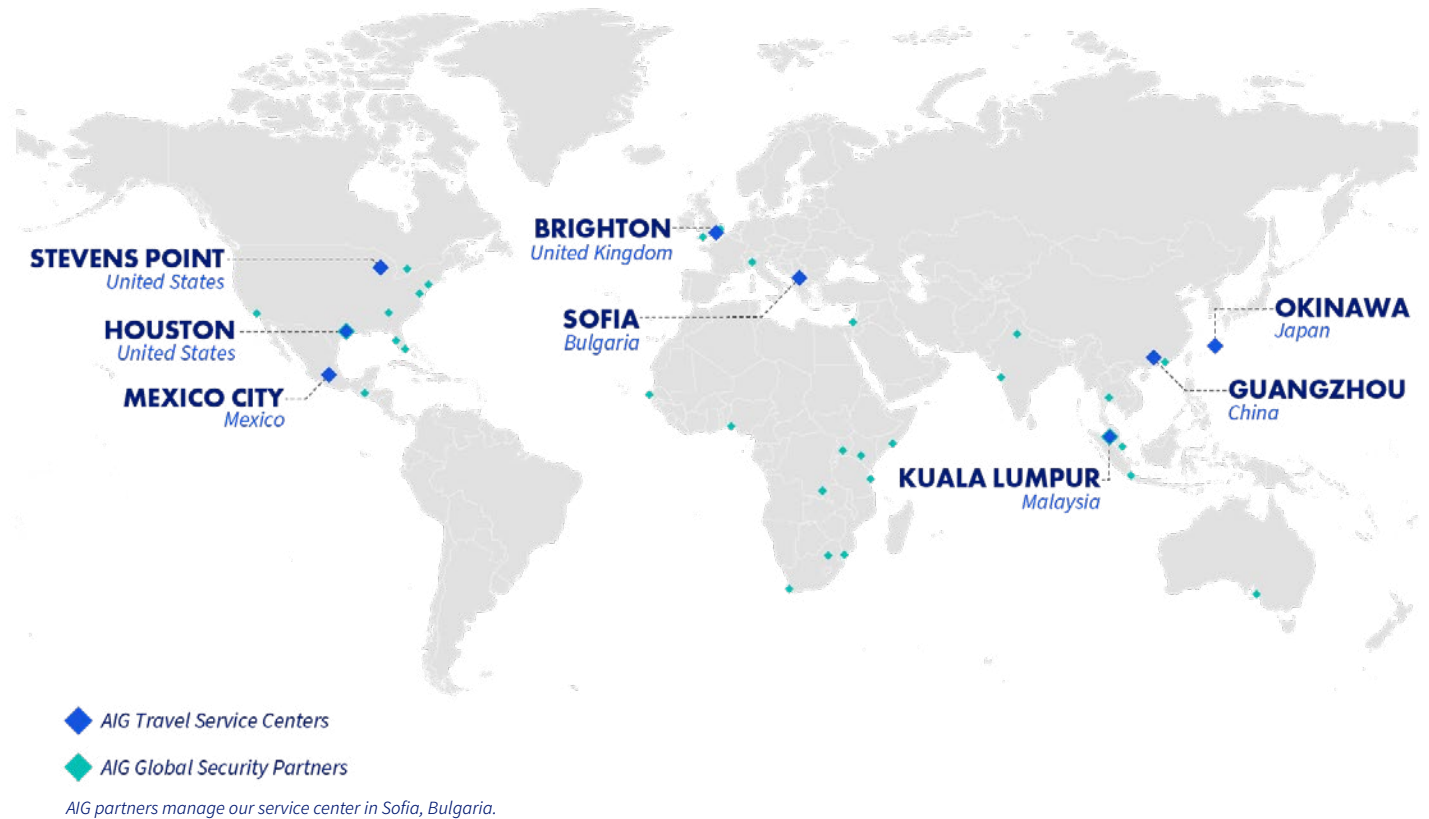 BRIGHTON
United Kingdom
STEVENS POINT
United States
HOUSTON
United States
MEXICO CITY
Mexico
SOFIA
Bulgaria
OKINAWA
Japan
GUANGZHOU
China
KUALA LUMPUR
Malaysia
AIG Travel Service Centers
AIG Global Security Partners
AIG partners manage our service center in Sofia, Bulgaria.